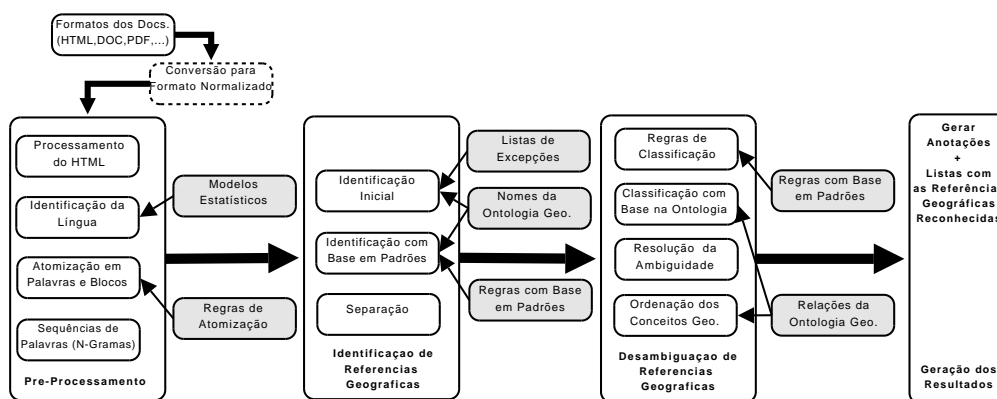 Formatos dos Docs.
(HTML,DOC,PDF,...)
Conversão para
Formato Normalizado
Processamento
do HTML
Identificação da
Língua
Atomização em
Palavras e Blocos
Sequências de
Palavras (N-Gramas)
Pre-Processamento
Modelos
Estatísticos
Regras de
Atomização
Identificação
Inicial
Identificação com
Base em Padrões
Separação
Identificaçao de
Referencias
Geograficas
Listas de
Excepções
Nomes da
Ontologia Geo.
Regras com Base
em Padrões
Regras de
Classificação
Classificação com
Base na Ontologia
Resolução da
Ambiguidade
Ordenação dos
Conceitos Geo.
Desambiguaçao de
Referencias
Geograficas
Regras com Base
em Padrões
Relações da
Ontologia Geo.
Gerar
Anotações
+
Listas com
as Referências
Geográficas
Reconhecidas
Geração dos
Resultados